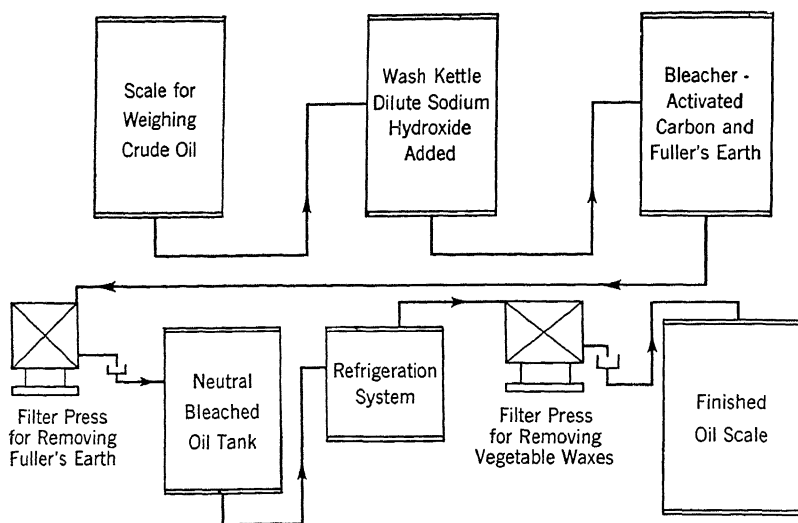 Scale for
Weighing
Crude Oil
Wash Kettle
Dilute Sodium
Hydroxide
Added
Bleacher -
Activated
Carbon and
Fuller's Earth
Filter Press
for Removing
Fuller's Earth
Neutral
Bleached
Oil Tank
Refrigeration
System
Filter Press
for Removing
Vegetable Waxes
Finished
Oil Scale